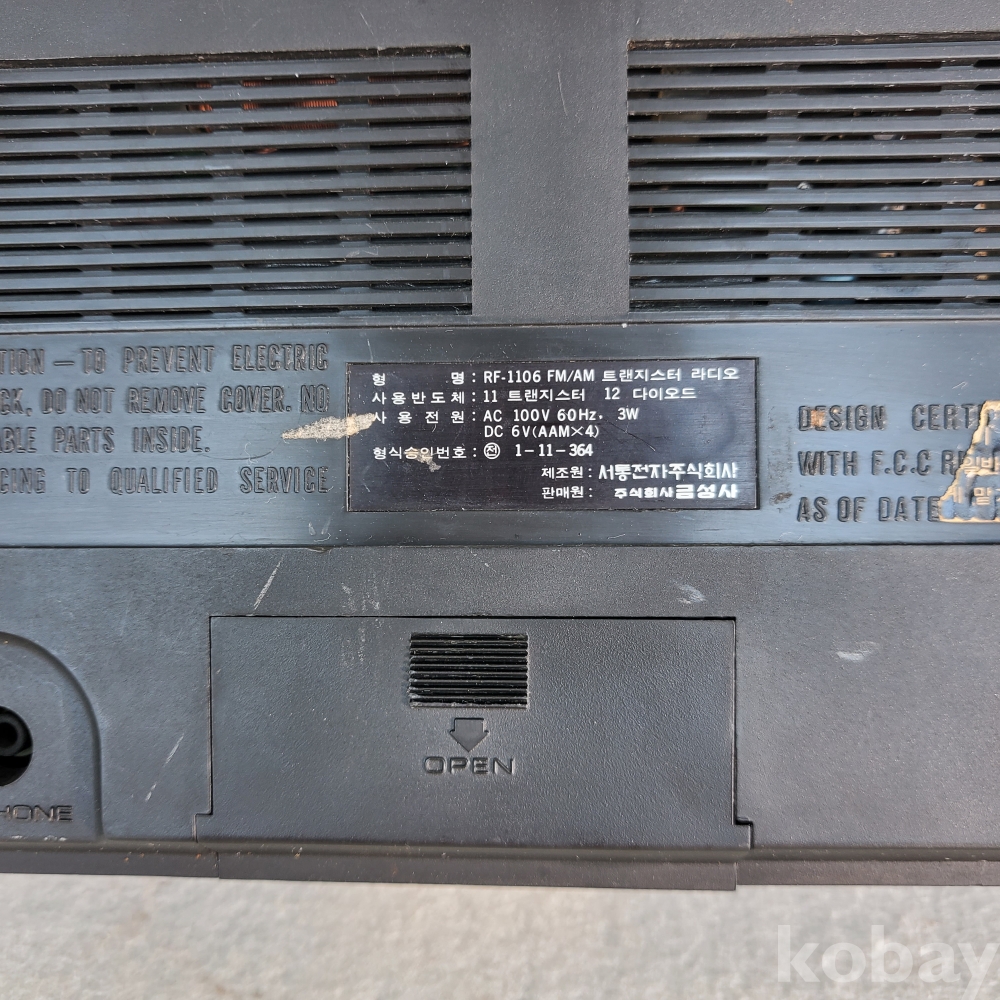 TION — TO PREVENT ELECTRIC
CK, DO NOT REMOVE COVER. NO
ABLE PARTS INSIDE.
CING TO QUALIFIED SERVICE
형 명 : RF-1106 FM/AM 트랜지스터 라디오
사용반도체 : 11 트랜지스터 12 다이오드
사 용 전 원 : AC 100V 60Hz, 3W
DC 6V(AAM×4)
형식승인번호 : ㉄ 1-11-364
제조원 : 서통전자주식회사
판매원 : 주식회사금성사
DESIGN CERT
WITH F.C.C R
AS OF DATE
OPEN
HONE
kobay